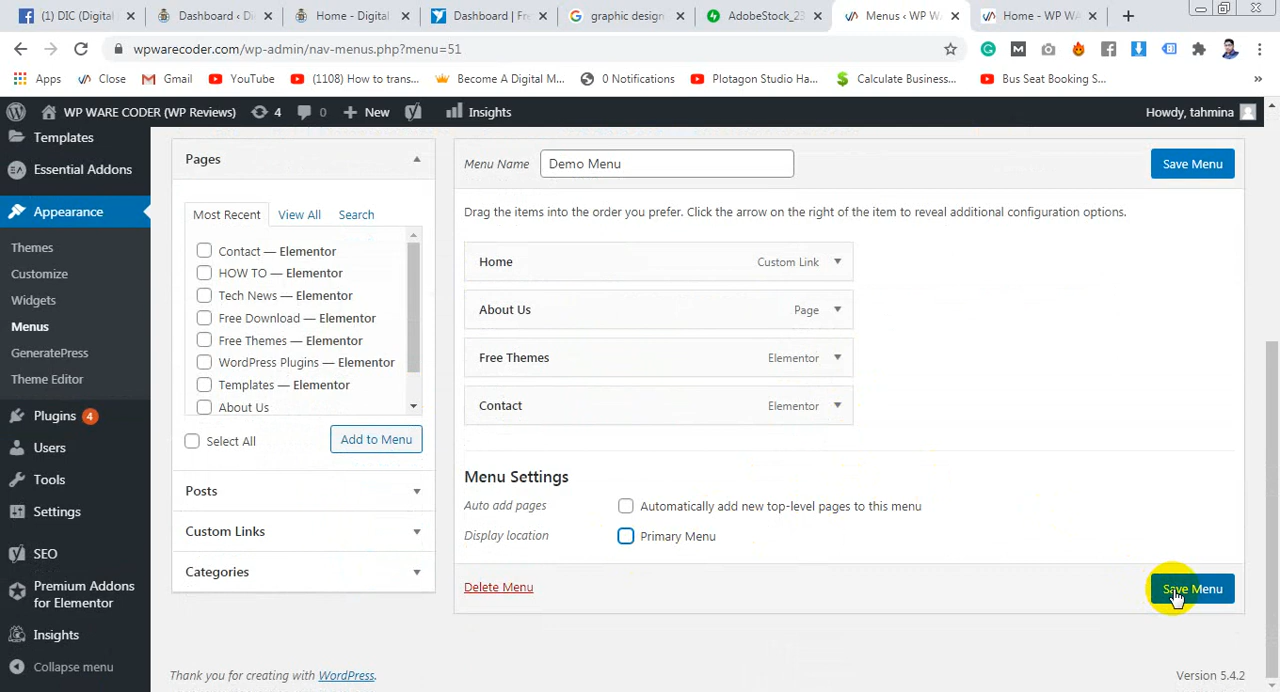 (1) DIC (Digital
Dashboard ‹ Di
Home - Digital
Dashboard | Fre
graphic design
AdobeStock_23
Menus ‹ WP W
Home - WP WA
wpwarecoder.com/wp-admin/nav-menus.php?menu=51
Apps
Close
Gmail
YouTube
(1108) How to trans...
Become A Digital M...
0 Notifications
Plotagon Studio Ha...
Calculate Business...
Bus Seat Booking S...
»
WP WARE CODER (WP Reviews)
4
0
New
Insights
Howdy, tahmina
Templates
Essential Addons
Appearance
Themes
Customize
Widgets
Menus
GeneratePress
Theme Editor
Plugins 4
Users
Tools
Settings
SEO
Premium Addons
for Elementor
Insights
Collapse menu
Pages
Most Recent
View All
Search
Contact — Elementor
HOW TO — Elementor
Tech News — Elementor
Free Download — Elementor
Free Themes — Elementor
WordPress Plugins — Elementor
Templates — Elementor
About Us
Select All
Add to Menu
Posts
Custom Links
Categories
Menu Name
Demo Menu
Save Menu
Drag the items into the order you prefer. Click the arrow on the right of the item to reveal additional configuration options.
Home Custom Link
About Us Page
Free Themes Elementor
Contact Elementor
Menu Settings
Auto add pages
Automatically add new top-level pages to this menu
Display location
Primary Menu
Delete Menu
Save Menu
Thank you for creating with WordPress.
Version 5.4.2